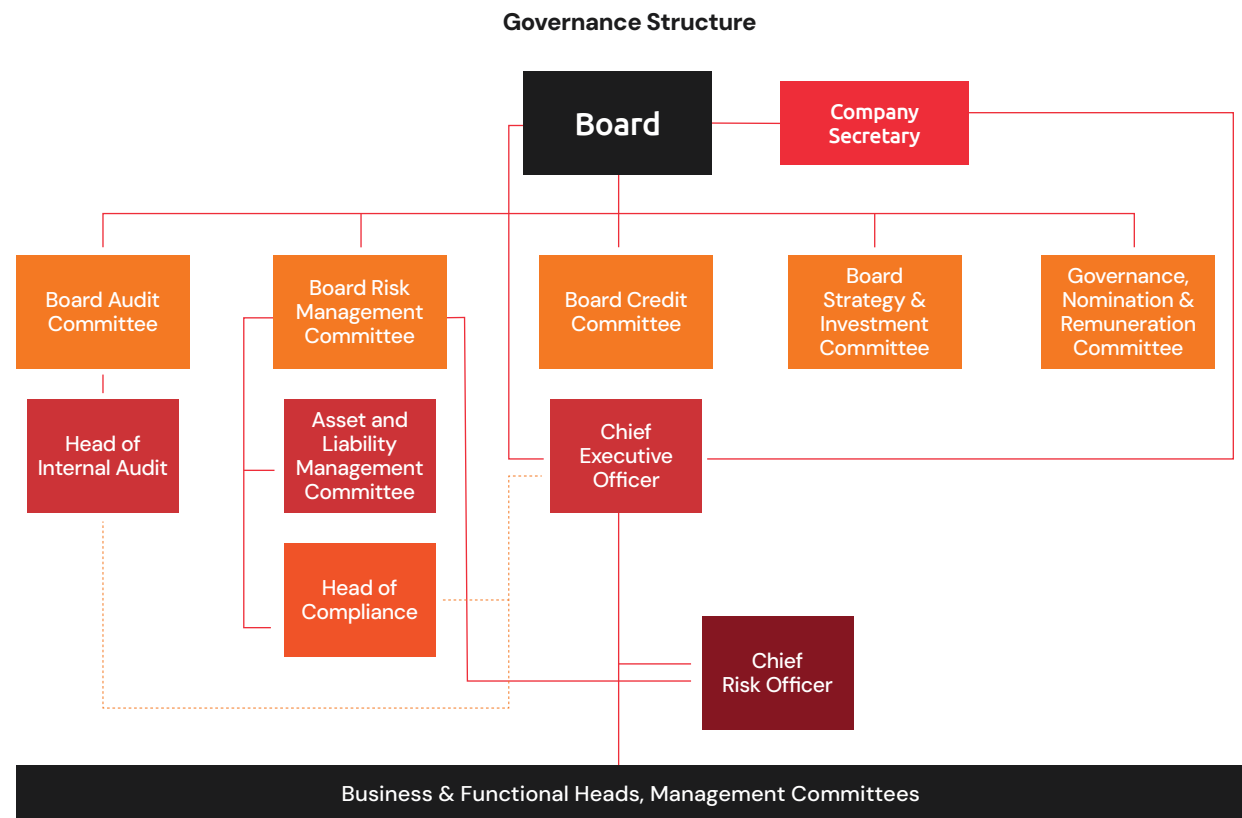 Governance Structure
Board
Company
Secretary
Board Audit
Committee
Board Risk
Management
Committee
Board Credit
Committee
Board
Strategy &
Investment
Committee
Governance,
Nomination &
Remuneration
Committee
Head of
Internal Audit
Asset and
Liability
Management
Committee
Chief
Executive
Officer
Head of
Compliance
Chief
Risk Officer
Business & Functional Heads, Management Committees